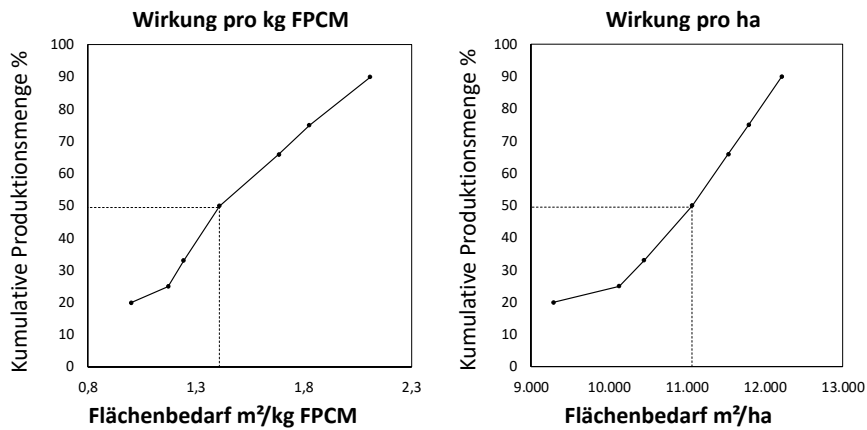 Wirkung pro kg FPCM
Kumulative Produktionsmenge %
100
90
80
70
60
50
40
30
20
10
0
0,8 1,3 1,8 2,3
Flächenbedarf m²/kg FPCM
Wirkung pro ha
Kumulative Produktionsmenge %
100
90
80
70
60
50
40
30
20
10
0
9.000 10.000 11.000 12.000 13.000
Flächenbedarf m²/ha